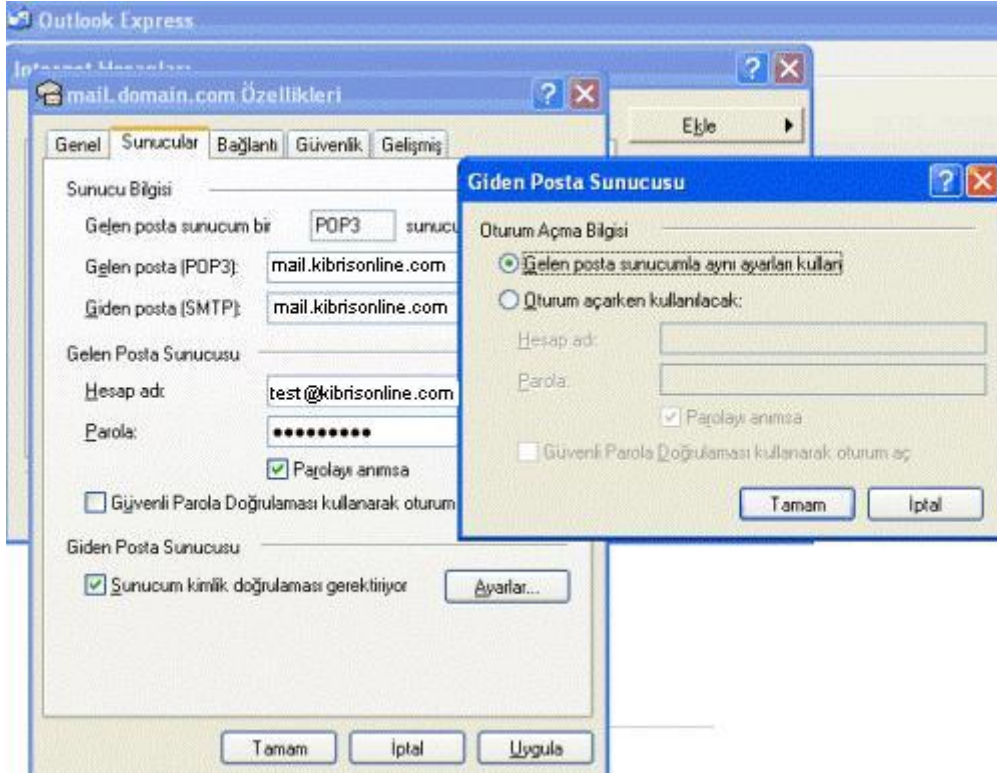 Outlook Express
Internet Hesapları
mail.domain.com Özellikleri
Ekle
Genel Sunucular Bağlantı Güvenlik Gelişmiş
Sunucu Bilgisi
Gelen posta sunucum bir POP3 sunucu
Gelen posta (POP3): mail.kibrisonline.com
Giden posta (SMTP): mail.kibrisonline.com
Gelen Posta Sunucusu
Hesap adı: test@kibrisonline.com
Parola: •••••••••
Parolayı anımsa
Güvenli Parola Doğrulaması kullanarak oturum
Giden Posta Sunucusu
Sunucum kimlik doğrulaması gerektiriyor Ayarlar...
Tamam İptal Uygula
Giden Posta Sunucusu
Oturum Açma Bilgisi
Gelen posta sunucumla aynı ayarları kullan
Oturum açarken kullanılacak:
Hesap adı:
Parola:
Parolayı anımsa
Güvenli Parola Doğrulaması kullanarak oturum aç
Tamam İptal